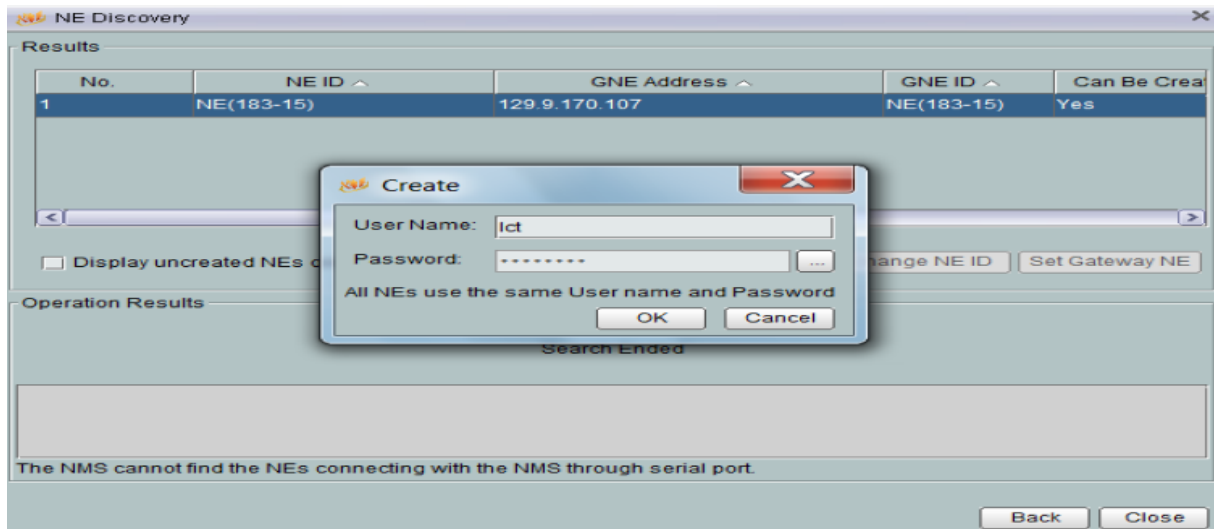 NE Discovery
Results
No. NE ID GNE Address GNE ID Can Be Crea
1 NE(183-15) 129.9.170.107 NE(183-15) Yes
Create
User Name: lct
Password: ********
...
All NEs use the same User name and Password
OK Cancel
Display uncreated NEs
hange NE ID Set Gateway NE
Operation Results
Search Ended
The NMS cannot find the NEs connecting with the NMS through serial port.
Back Close